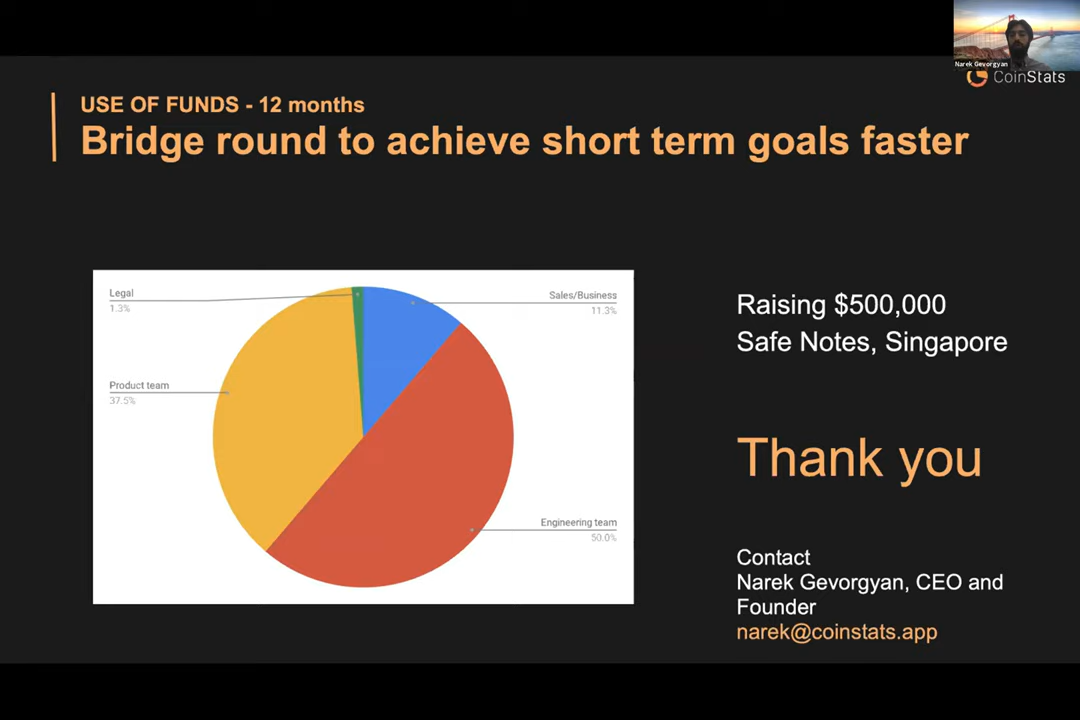 Narek Gevorgyan
CoinStats
USE OF FUNDS - 12 months
Bridge round to achieve short term goals faster
Legal
1.3%
Sales/Business
11.3%
Product team
37.5%
Engineering team
50.0%
Raising $500,000
Safe Notes, Singapore
Thank you
Contact
Narek Gevorgyan, CEO and
Founder
narek@coinstats.app